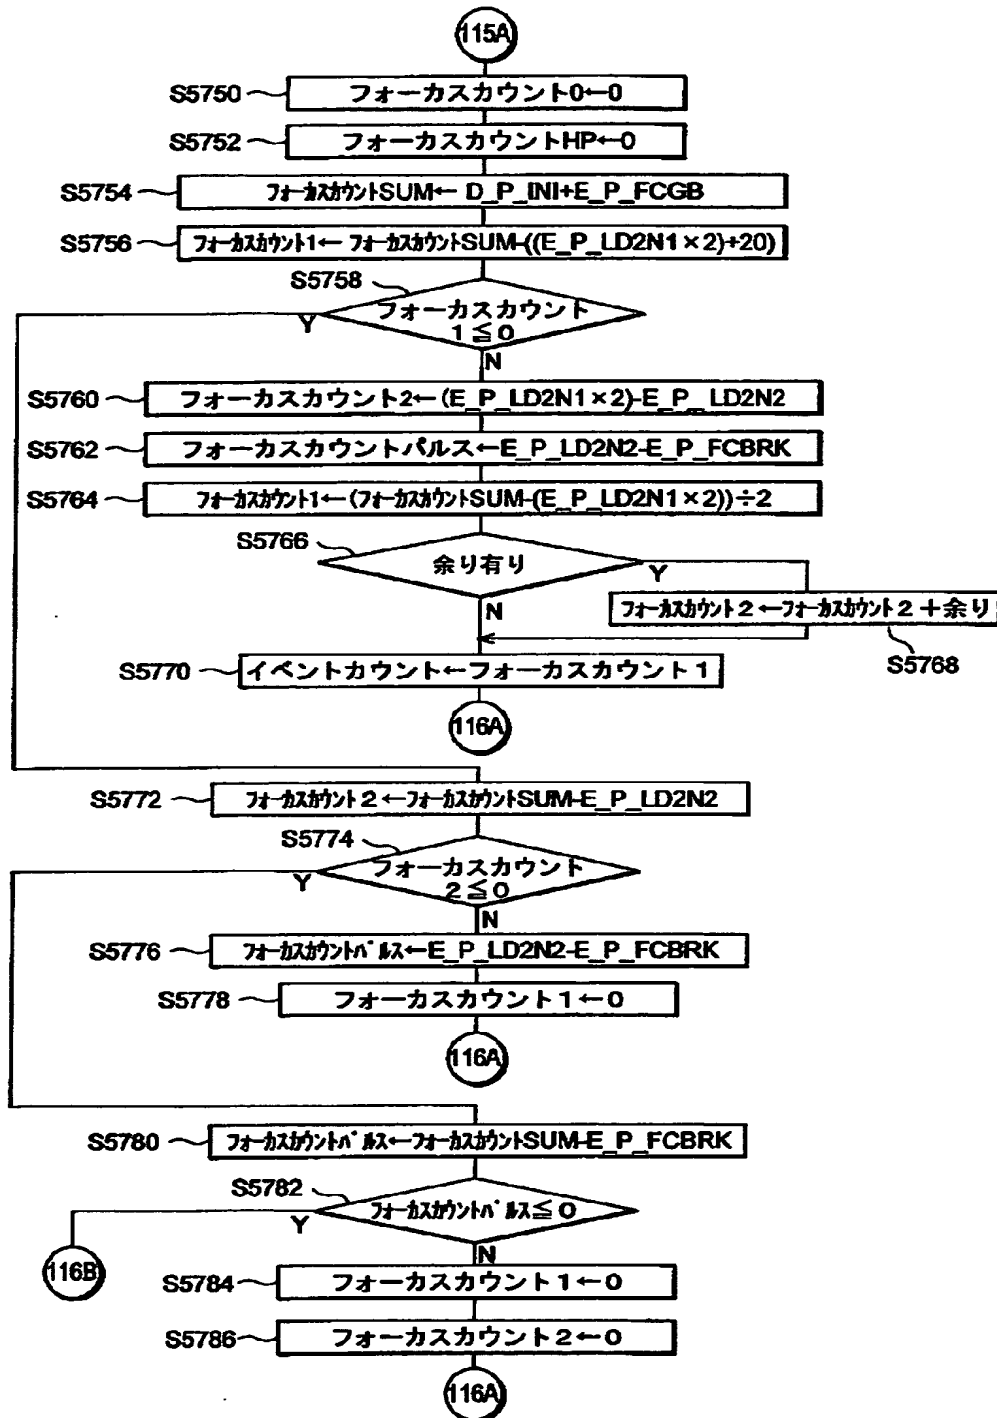 115A
S5750
フォーカスカウント0←0
S5752
フォーカスカウントHP←0
S5754
フォーカスカウントSUM← D_P_INI+E_P_FCGB
S5756
フォーカスカウント1← フォーカスカウントSUM-((E_P_LD2N1×2)+20)
S5758
フォーカスカウント
1≦0
Y
N
S5760
フォーカスカウント2←(E_P_LD2N1×2)-E_P_LD2N2
S5762
フォーカスカウントパルス←E_P_LD2N2-E_P_FCBRK
S5764
フォーカスカウント1←(フォーカスカウントSUM-(E_P_LD2N1×2))÷2
S5766
余り有り
Y
N
フォーカスカウント2←フォーカスカウント2+余り
S5768
S5770
イベントカウント←フォーカスカウント1
116A
S5772
フォーカスカウント2←フォーカスカウントSUM-E_P_LD2N2
S5774
フォーカスカウント
2≦0
Y
N
S5776
フォーカスカウントパルス←E_P_LD2N2-E_P_FCBRK
S5778
フォーカスカウント1←0
116A
S5780
フォーカスカウントパルス←フォーカスカウントSUM-E_P_FCBRK
S5782
フォーカスカウントパルス≦0
Y
N
116B
S5784
フォーカスカウント1←0
S5786
フォーカスカウント2←0
116A